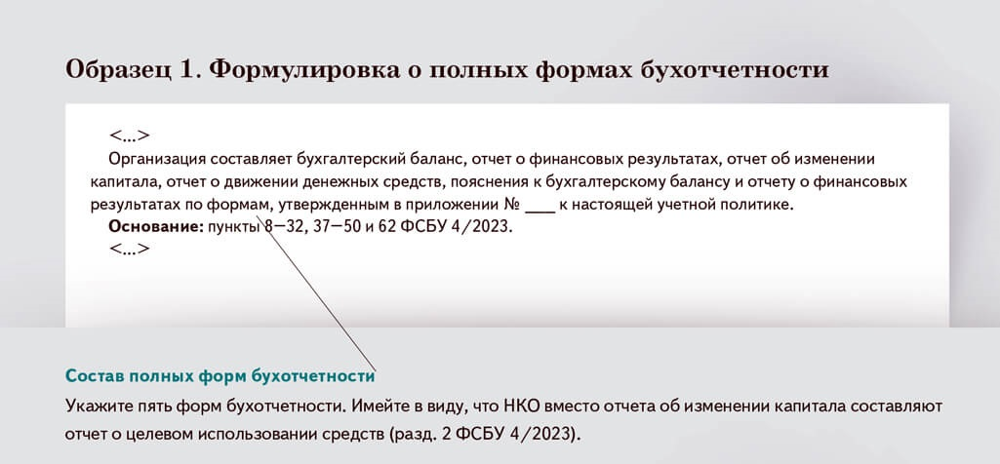 Образец 1. Формулировка о полных формах бухотчетности
<...>
Организация составляет бухгалтерский баланс, отчет о финансовых результатах, отчет об изменении
капитала, отчет о движении денежных средств, пояснения к бухгалтерскому балансу и отчету о финансовых
результатах по формам, утвержденным в приложении № ____ к настоящей учетной политике.
Основание: пункты 8–32, 37–50 и 62 ФСБУ 4/2023.
<...>
Состав полных форм бухотчетности
Укажите пять форм бухотчетности. Имейте в виду, что НКО вместо отчета об изменении капитала составляют
отчет о целевом использовании средств (разд. 2 ФСБУ 4/2023).